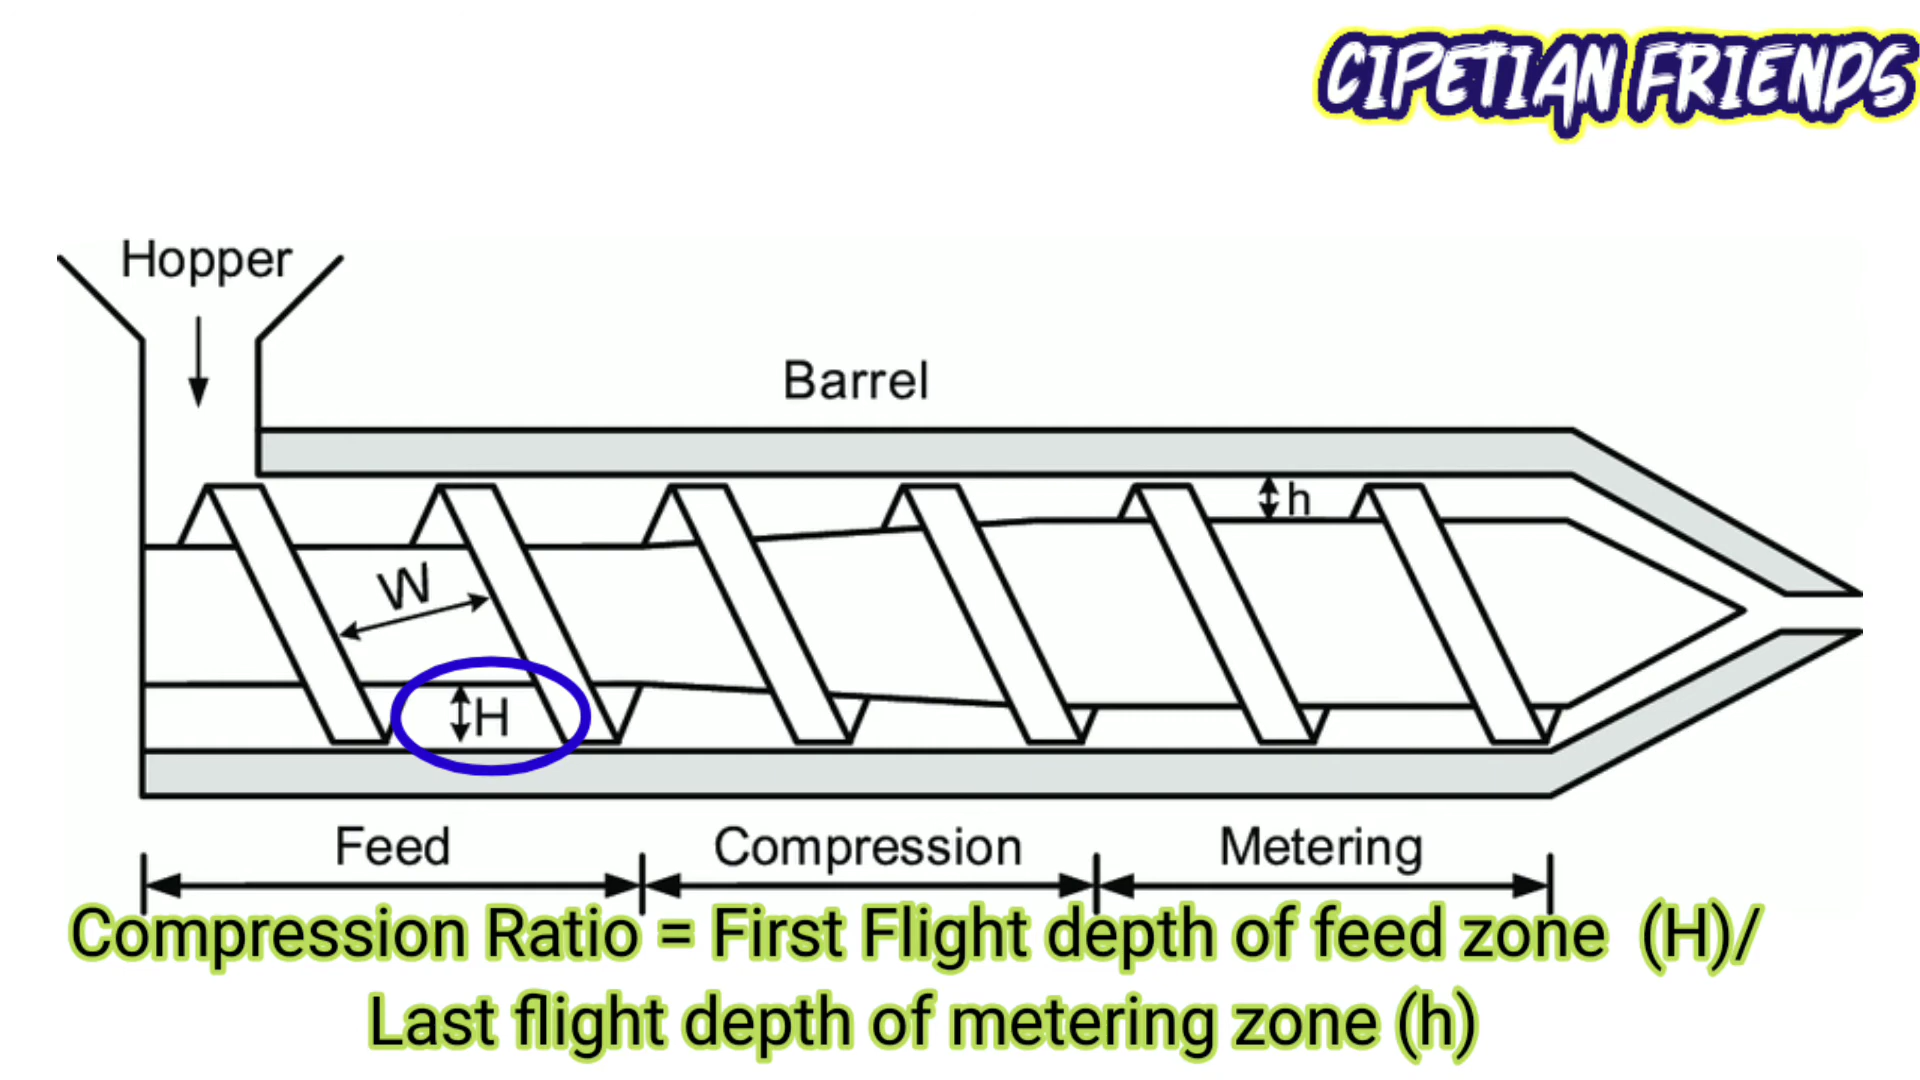 CIPETIAN FRIENDS
Hopper
Barrel
h
W
H
Feed
Compression
Metering
Compression Ratio = First Flight depth of feed zone (H)/
Last flight depth of metering zone (h)